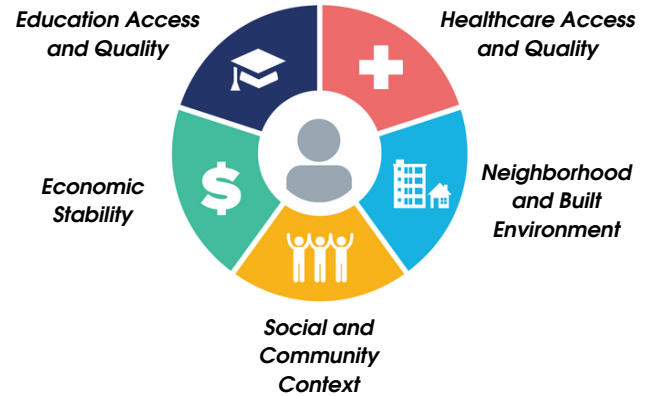 Education Access
and Quality
Healthcare Access
and Quality
Economic
Stability
$
Neighborhood
and Built
Environment
Social and
Community
Context